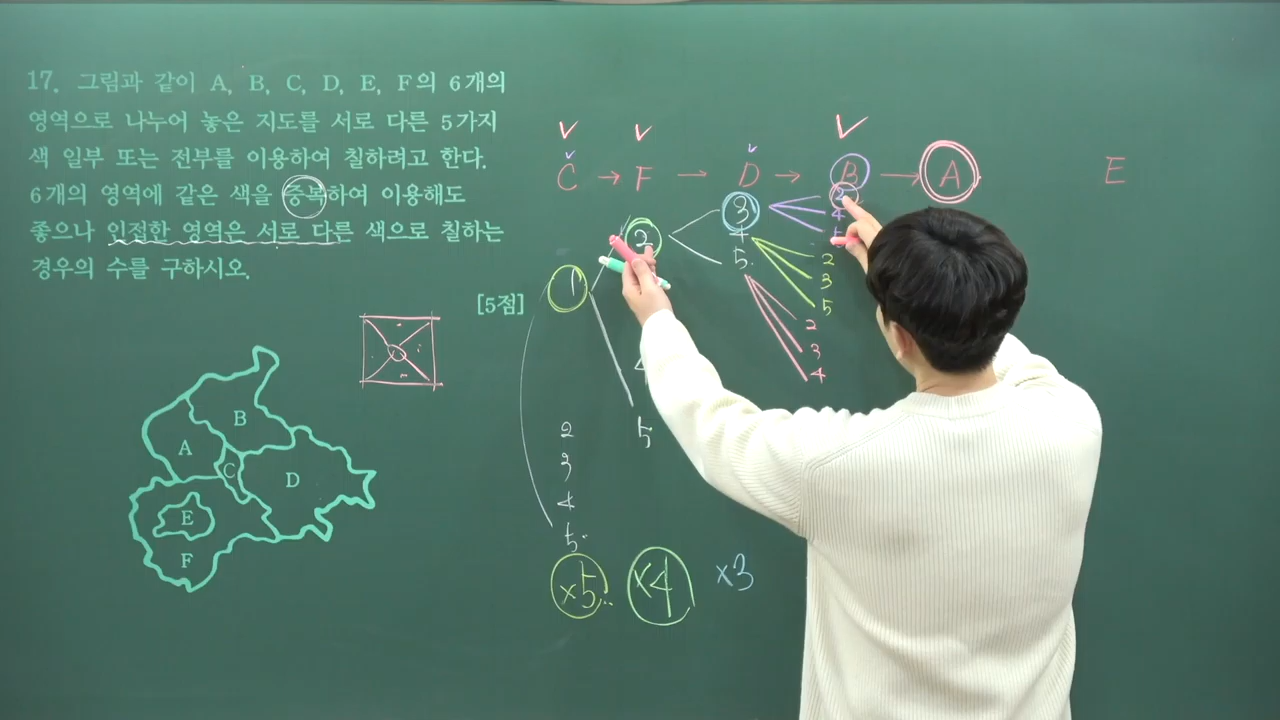 17. 그림과 같이 A, B, C, D, E, F의 6개의
영역으로 나누어 놓은 지도를 서로 다른 5가지
색 일부 또는 전부를 이용하여 칠하려고 한다.
6개의 영역에 같은 색을 중복하여 이용해도
좋으나 인접한 영역은 서로 다른 색으로 칠하는
경우의 수를 구하시오.
[5점]
A
B
C
D
E
F
C → F → D → B → A E
1
2
3
4
5
2
4
5
3
4
5
2
4
2
3
5
2
3
4
2
3
4
5
×5 ×4 ×3